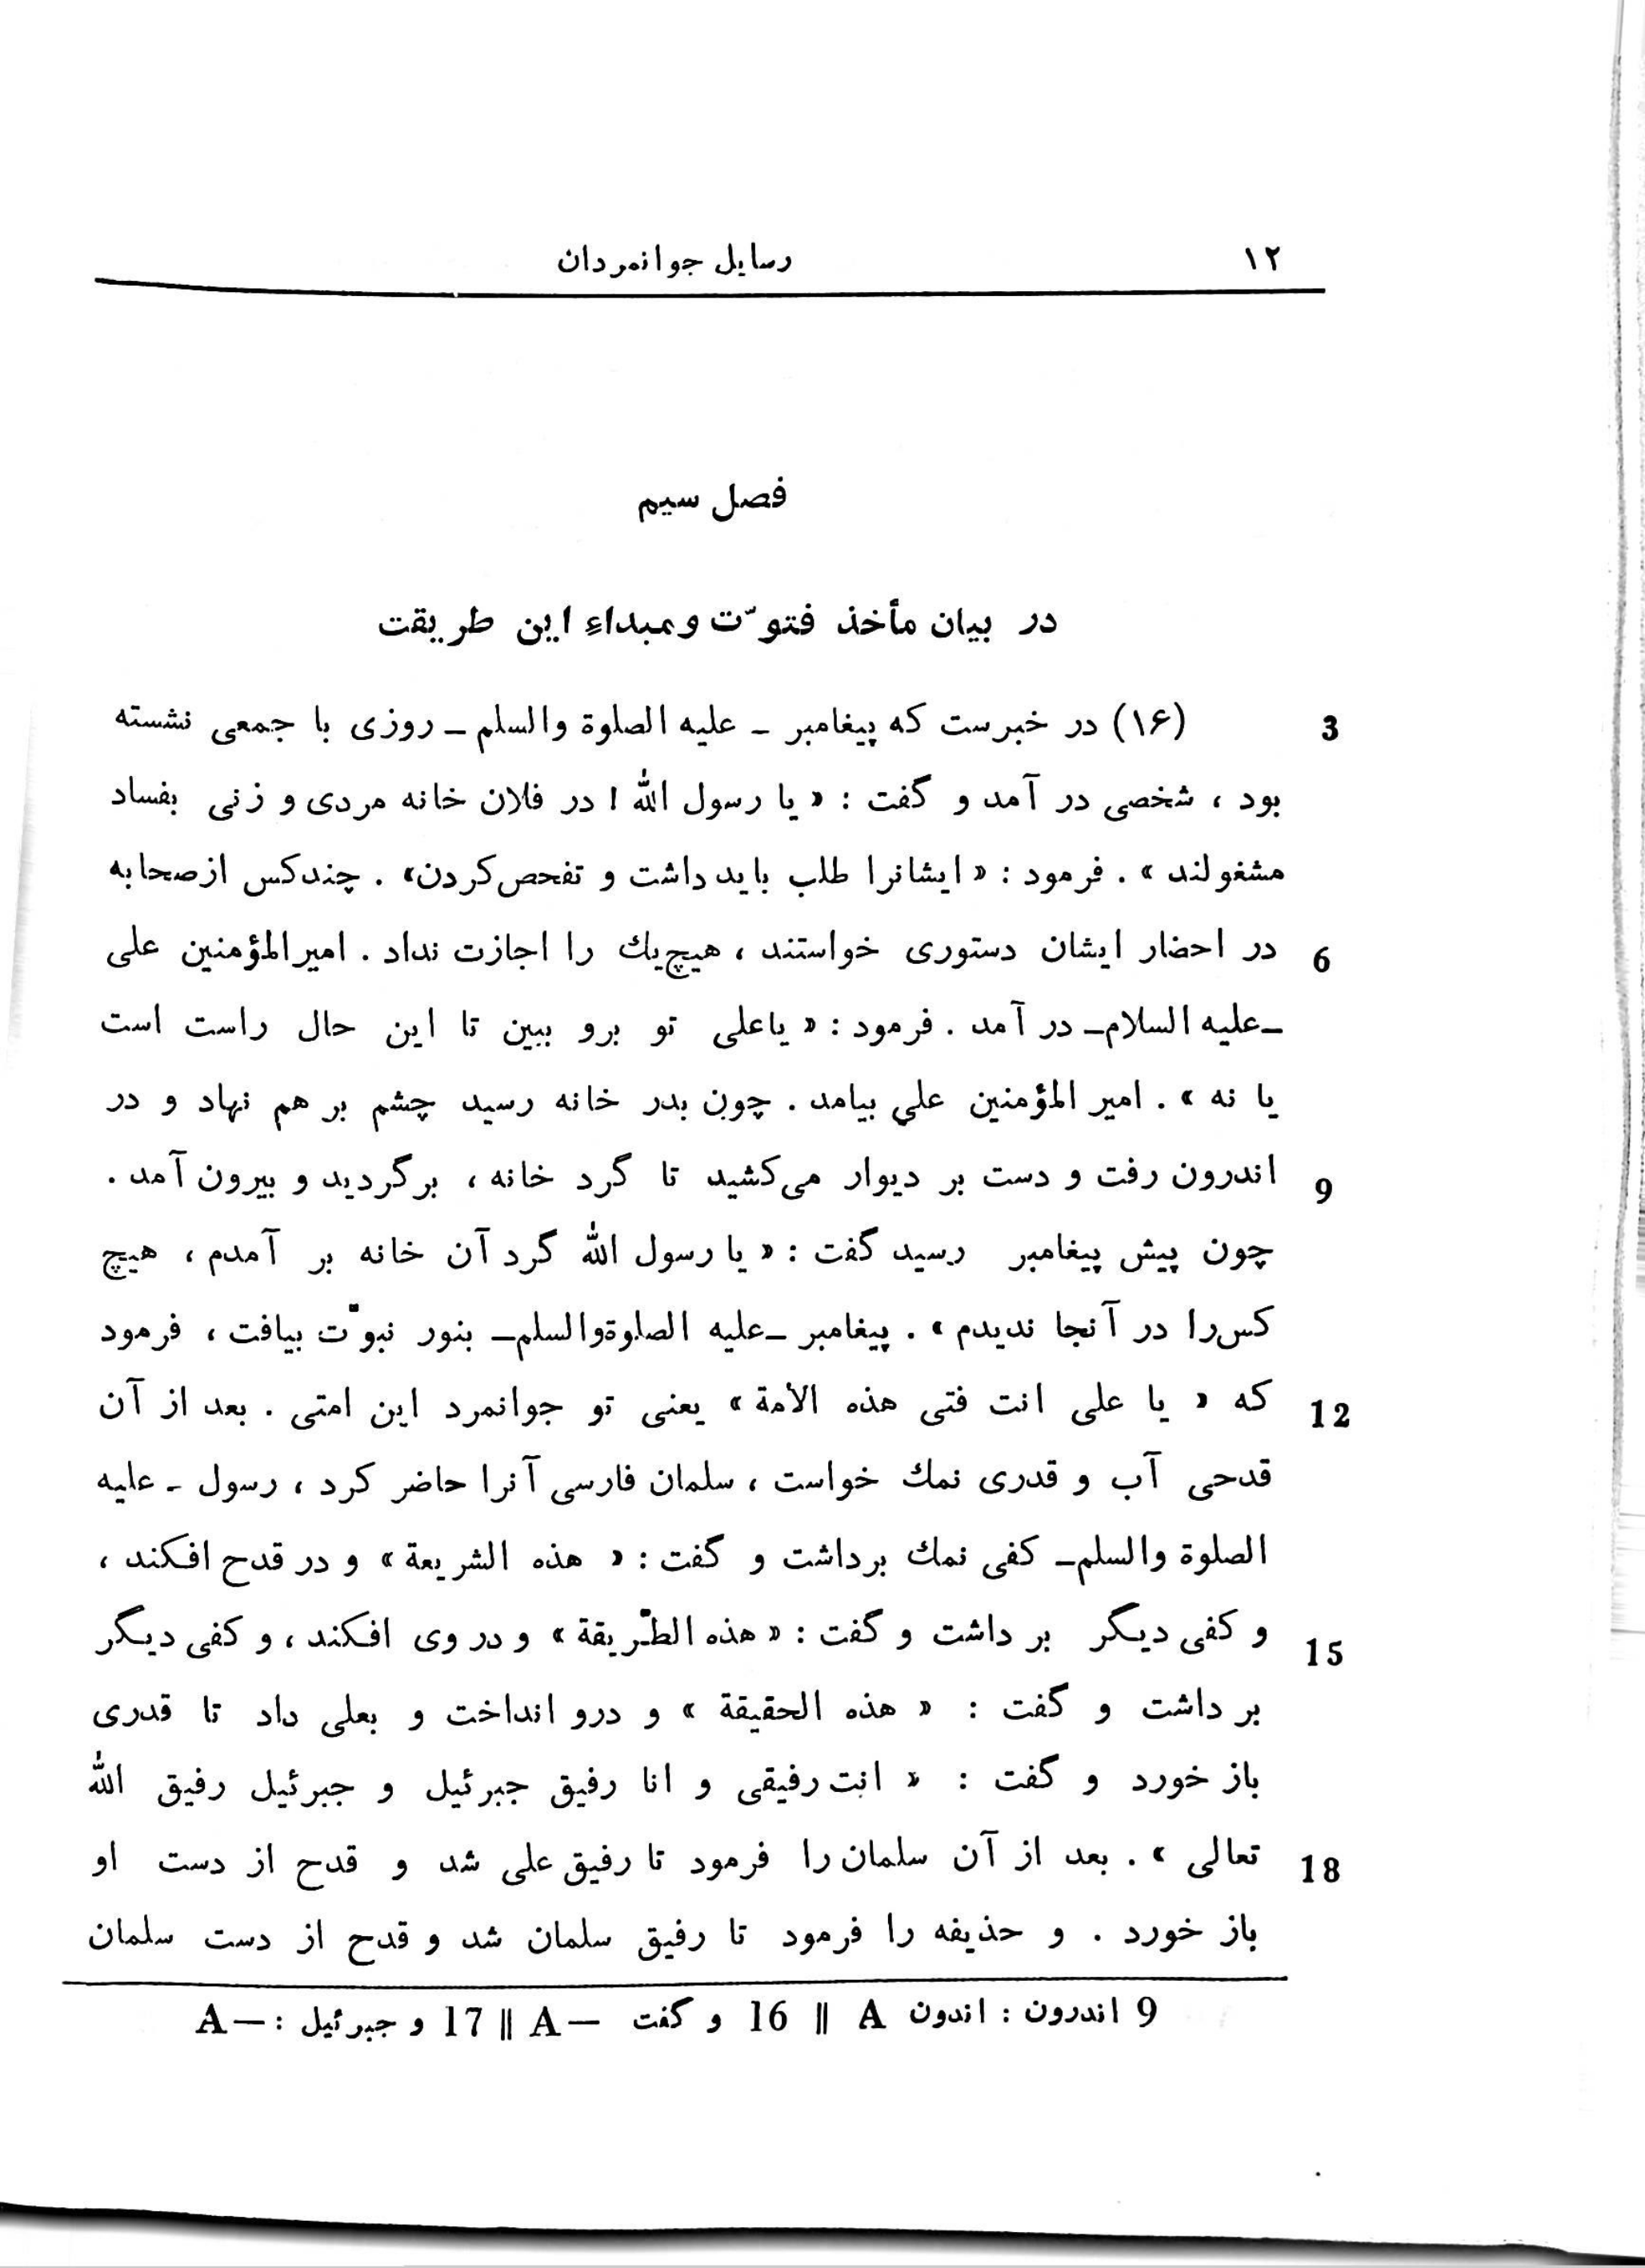 ۱۲ رسایل جوانمردان
فصل سیم
در بیان مأخذ فتوّت و مبداء این طریقت
(۱۶) در خبرست که پیغامبر ـ علیه الصلوة والسلم ـ روزی با جمعی نشسته 3
بود ، شخصی در آمد و گفت : « یا رسول الله ! در فلان خانه مردی و زنی بفساد
مشغولند » . فرمود : « ایشانرا طلب باید داشت و تفحص کردن» . چندکس ازصحابه
در احضار ایشان دستوری خواستند ، هیچ‌یك را اجازت نداد . امیرالمؤمنین علی 6
ـعلیه السلامـ در آمد . فرمود : « یاعلی تو برو ببین تا این حال راست است
یا نه » . امیر المؤمنین علی بیامد . چون بدر خانه رسید چشم بر هم نهاد و در
اندرون رفت و دست بر دیوار می‌کشید تا گرد خانه ، برگردید و بیرون آمد . 9
چون پیش پیغامبر رسید گفت : « یا رسول الله گرد آن خانه بر آمدم ، هیچ
کس‌را در آنجا ندیدم » . پیغامبر ـعلیه الصلوةوالسلمـ بنور نبوّت بیافت ، فرمود
که « یا علی انت فتی هذه الأمة » یعنی تو جوانمرد این امتی . بعد از آن 12
قدحی آب و قدری نمك خواست ، سلمان فارسی آنرا حاضر کرد ، رسول ـ علیه
الصلوة والسلمـ کفی نمك برداشت و گفت : « هذه الشریعة » و در قدح افکند ،
و کفی دیگر بر داشت و گفت : « هذه الطّریقة » و در وی افکند ، و کفی دیگر 15
بر داشت و گفت : « هذه الحقیقة » و درو انداخت و بعلی داد تا قدری
باز خورد و گفت : « انت رفیقی و انا رفیق جبرئیل و جبرئیل رفیق الله
تعالی » . بعد از آن سلمان را فرمود تا رفیق علی شد و قدح از دست او 18
باز خورد . و حذیفه را فرمود تا رفیق سلمان شد و قدح از دست سلمان
9 اندرون : اندون A || 16 و گفت —A || 17 و جبرئیل : —A